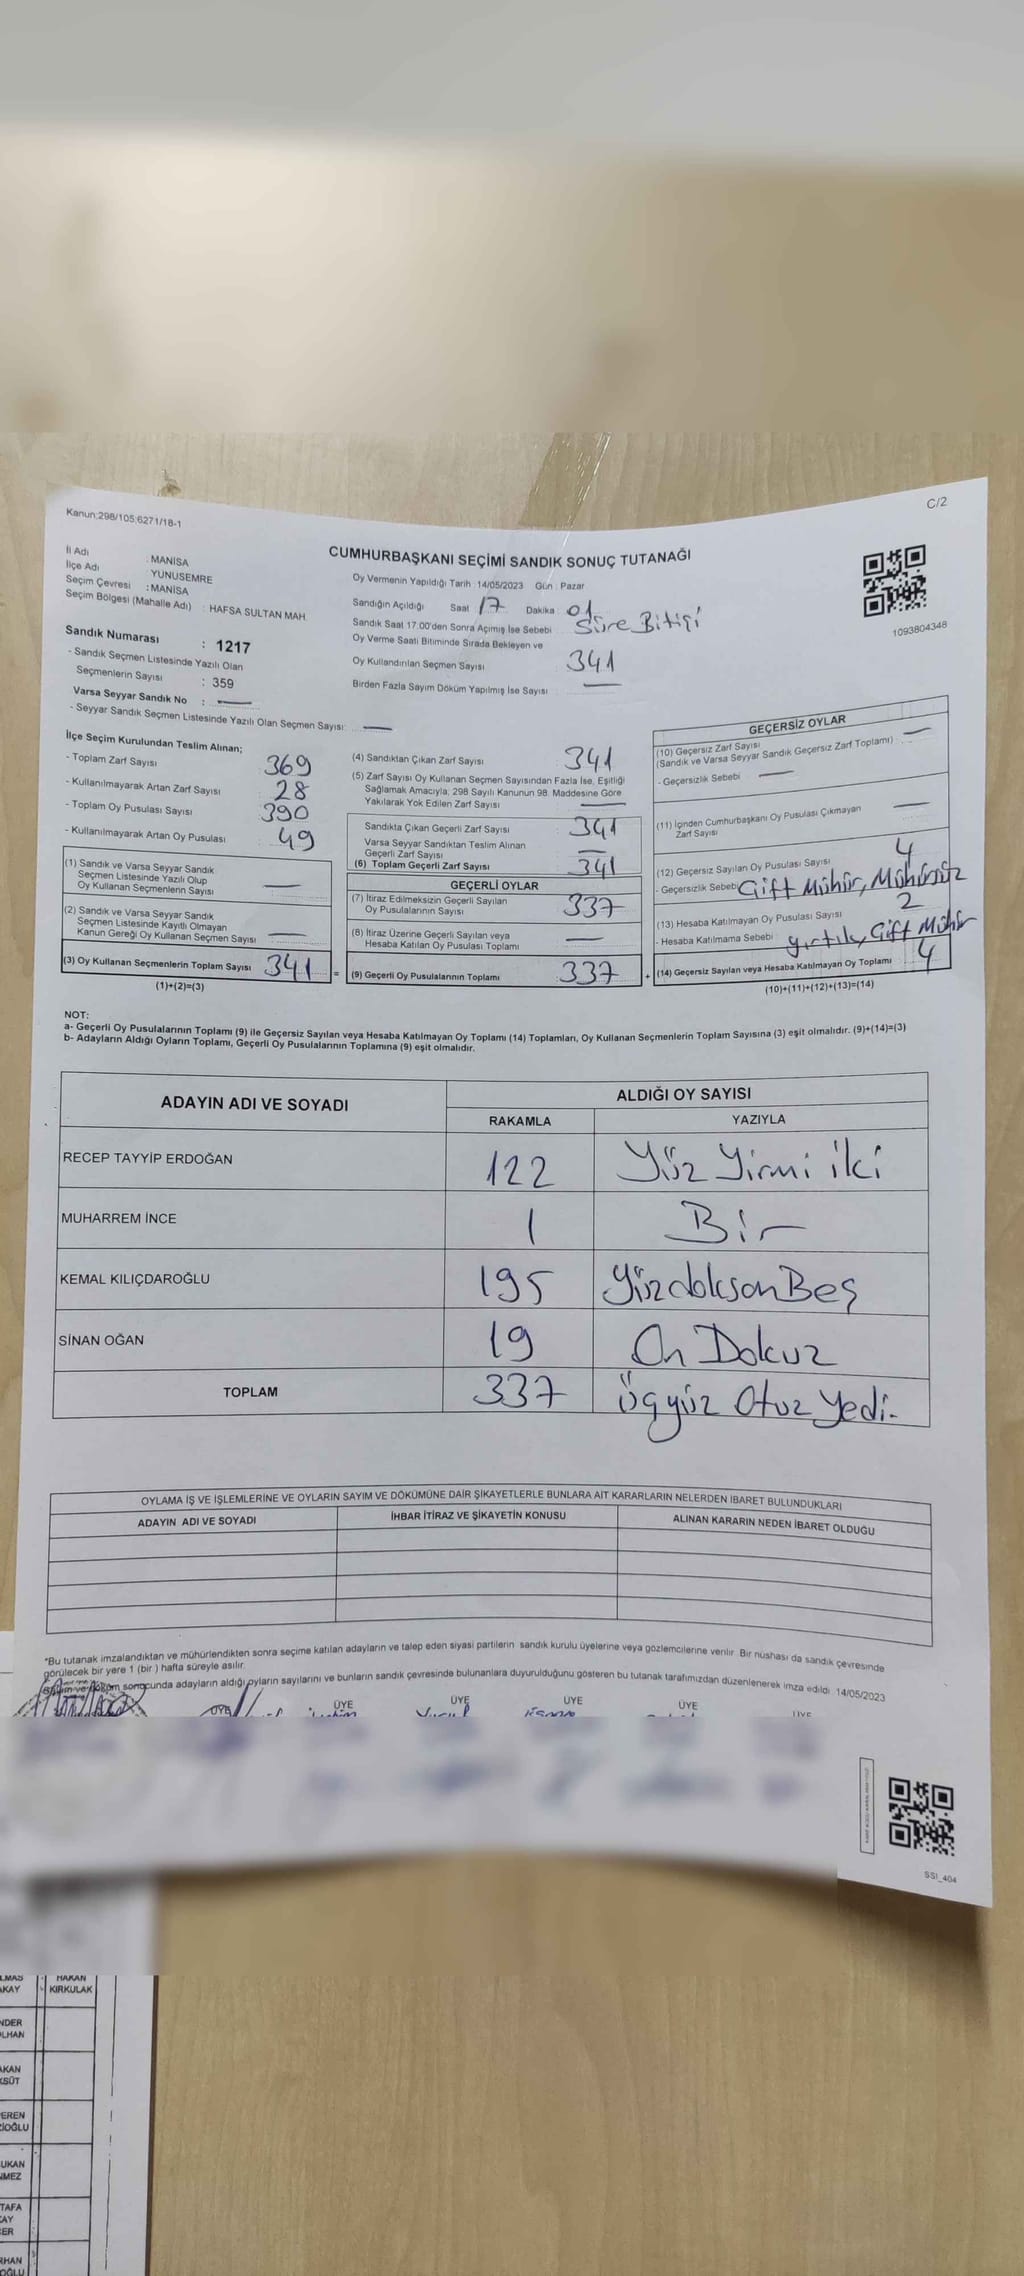 Kanun:298/105;6271/18-1
C/2
CUMHURBAŞKANI SEÇİMİ SANDIK SONUÇ TUTANAĞI
İl Adı : MANİSA
İlçe Adı : YUNUSEMRE
Seçim Çevresi : MANİSA
Seçim Bölgesi (Mahalle Adı) : HAFSA SULTAN MAH.
Sandık Numarası : 1217
- Sandık Seçmen Listesinde Yazılı Olan
Seçmenlerin Sayısı : 359
Varsa Seyyar Sandık No : —
- Seyyar Sandık Seçmen Listesinde Yazılı Olan Seçmen Sayısı: —
Oy Vermenin Yapıldığı Tarih : 14/05/2023 Gün : Pazar
Sandığın Açıldığı Saat 17 Dakika : 01
Sandık Saat 17:00'den Sonra Açımış İse Sebebi Süre Bitişi
Oy Verme Saati Bitiminde Sırada Bekleyen ve
Oy Kullandırılan Seçmen Sayısı 341
Birden Fazla Sayım Döküm Yapılmış İse Sayısı —
1093804348
İlçe Seçim Kurulundan Teslim Alınan;
- Toplam Zarf Sayısı : 369
- Kullanılmayarak Artan Zarf Sayısı : 28
- Toplam Oy Pusulası Sayısı : 390
- Kullanılmayarak Artan Oy Pusulası : 49
(1) Sandık ve Varsa Seyyar Sandık
Seçmen Listesinde Yazılı Olup
Oy Kullanan Seçmenlerin Sayısı —
(2) Sandık ve Varsa Seyyar Sandık
Seçmen Listesinde Kayıtlı Olmayan
Kanun Gereği Oy Kullanan Seçmen Sayısı —
(3) Oy Kullanan Seçmenlerin Toplam Sayısı 341
(1)+(2)=(3)
(4) Sandıktan Çıkan Zarf Sayısı 341
(5) Zarf Sayısı Oy Kullanan Seçmen Sayısından Fazla İse, Eşitliği
Sağlamak Amacıyla; 298 Sayılı Kanunun 98. Maddesine Göre
Yakılarak Yok Edilen Zarf Sayısı —
Sandıkta Çıkan Geçerli Zarf Sayısı 341
Varsa Seyyar Sandıktan Teslim Alınan
Geçerli Zarf Sayısı —
(6) Toplam Geçerli Zarf Sayısı 341
GEÇERLİ OYLAR
(7) İtiraz Edilmeksizin Geçerli Sayılan
Oy Pusulalarının Sayısı 337
(8) İtiraz Üzerine Geçerli Sayılan veya
Hesaba Katılan Oy Pusulası Toplamı —
= (9) Geçerli Oy Pusulalarının Toplamı 337 +
GEÇERSİZ OYLAR
(10) Geçersiz Zarf Sayısı —
(Sandık ve Varsa Seyyar Sandık Geçersiz Zarf Toplamı)
- Geçersizlik Sebebi —
(11) İçinden Cumhurbaşkanı Oy Pusulası Çıkmayan —
Zarf Sayısı
(12) Geçersiz Sayılan Oy Pusulası Sayısı 4
- Geçersizlik Sebebi Çift Mühür, Mühürsüz
(13) Hesaba Katılmayan Oy Pusulası Sayısı 2
- Hesaba Katılmama Sebebi : yırtık, Çift Mühür
(14) Geçersiz Sayılan veya Hesaba Katılmayan Oy Toplamı 4
(10)+(11)+(12)+(13)=(14)
NOT:
a- Geçerli Oy Pusulalarının Toplamı (9) ile Geçersiz Sayılan veya Hesaba Katılmayan Oy Toplamı (14) Toplamları, Oy Kullanan Seçmenlerin Toplam Sayısına (3) eşit olmalıdır. (9)+(14)=(3)
b- Adayların Aldığı Oyların Toplamı, Geçerli Oy Pusulalarının Toplamına (9) eşit olmalıdır.
ADAYIN ADI VE SOYADI ALDIĞI OY SAYISI
RAKAMLA YAZIYLA
RECEP TAYYİP ERDOĞAN 122 Yüz Yirmi iki
MUHARREM İNCE 1 Bir
KEMAL KILIÇDAROĞLU 195 YüzdoksanBeş
SİNAN OĞAN 19 On Dokuz
TOPLAM 337 üçyüz Otuz Yedi.
OYLAMA İŞ VE İŞLEMLERİNE VE OYLARIN SAYIM VE DÖKÜMÜNE DAİR ŞİKAYETLERLE BUNLARA AİT KARARLARIN NELERDEN İBARET BULUNDUKLARI
ADAYIN ADI VE SOYADI İHBAR İTİRAZ VE ŞİKAYETİN KONUSU ALINAN KARARIN NEDEN İBARET OLDUĞU
*Bu tutanak imzalandıktan ve mühürlendikten sonra seçime katılan adayların ve talep eden siyasi partilerin sandık kurulu üyelerine veya gözlemcilerine verilir. Bir nüshası da sandık çevresinde
görülecek bir yere 1 (bir) hafta süreyle asılır.
Sayım ve döküm sonucunda adayların aldığı oyların sayılarını ve bunların sandık çevresinde bulunanlara duyurulduğunu gösteren bu tutanak tarafımızdan düzenlenerek imza edildi. 14/05/2023
ÜYE ÜYE ÜYE ÜYE ÜYE ÜYE
SSI_404
HAKAN
KIRKULAK